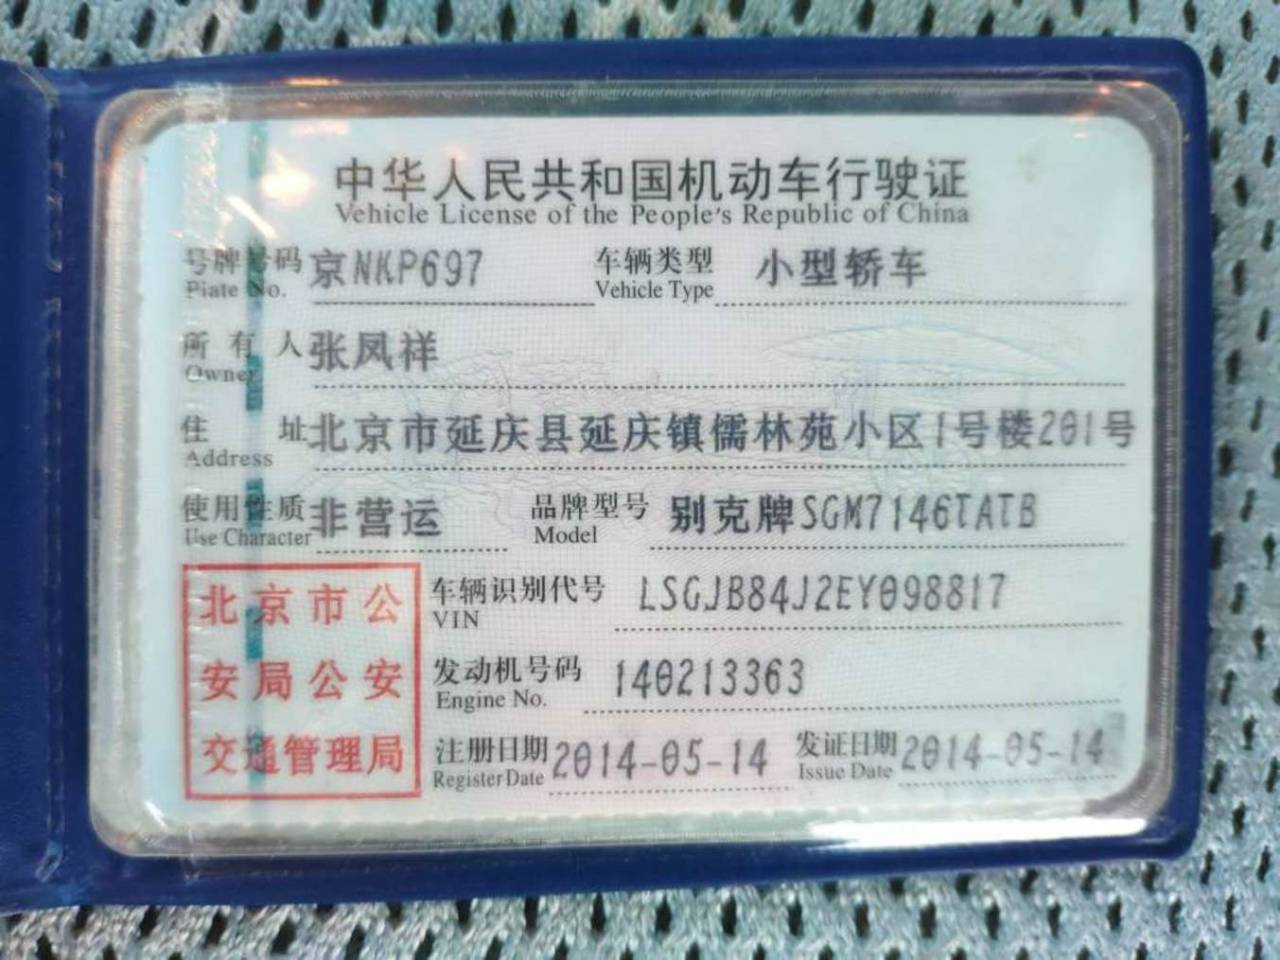 中华人民共和国机动车行驶证
Vehicle License of the People's Republic of China
号牌号码 京NKP697 车辆类型 小型轿车
Plate No. Vehicle Type
所有人 张凤祥
Owner
住址 北京市延庆县延庆镇儒林苑小区1号楼201号
Address
使用性质 非营运 品牌型号 别克牌SGM7146TATB
Use Character Model
北京市公
安局公安
交通管理局
车辆识别代号 LSGJB84J2EY098817
VIN
发动机号码 140213363
Engine No.
注册日期 2014-05-14 发证日期 2014-05-14
Register Date Issue Date